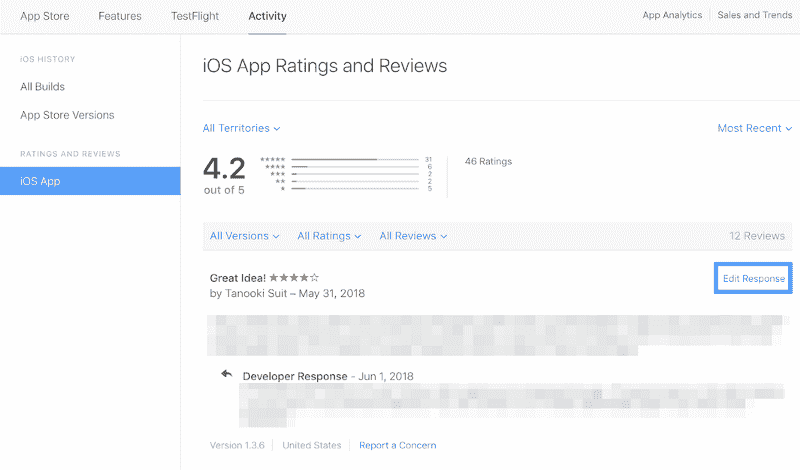 App Store Features TestFlight Activity App Analytics Sales and Trends
iOS HISTORY
All Builds
App Store Versions
RATINGS AND REVIEWS
iOS App
iOS App Ratings and Reviews
All Territories Most Recent
4.2
out of 5
★★★★★ 31
★★★★ 6
★★★ 2
★★ 2
★ 5
46 Ratings
All Versions All Ratings All Reviews 12 Reviews
Great Idea! ★★★★☆ Edit Response
by Tanooki Suit – May 31, 2018
Developer Response - Jun 1, 2018
Version 1.3.6 United States Report a Concern